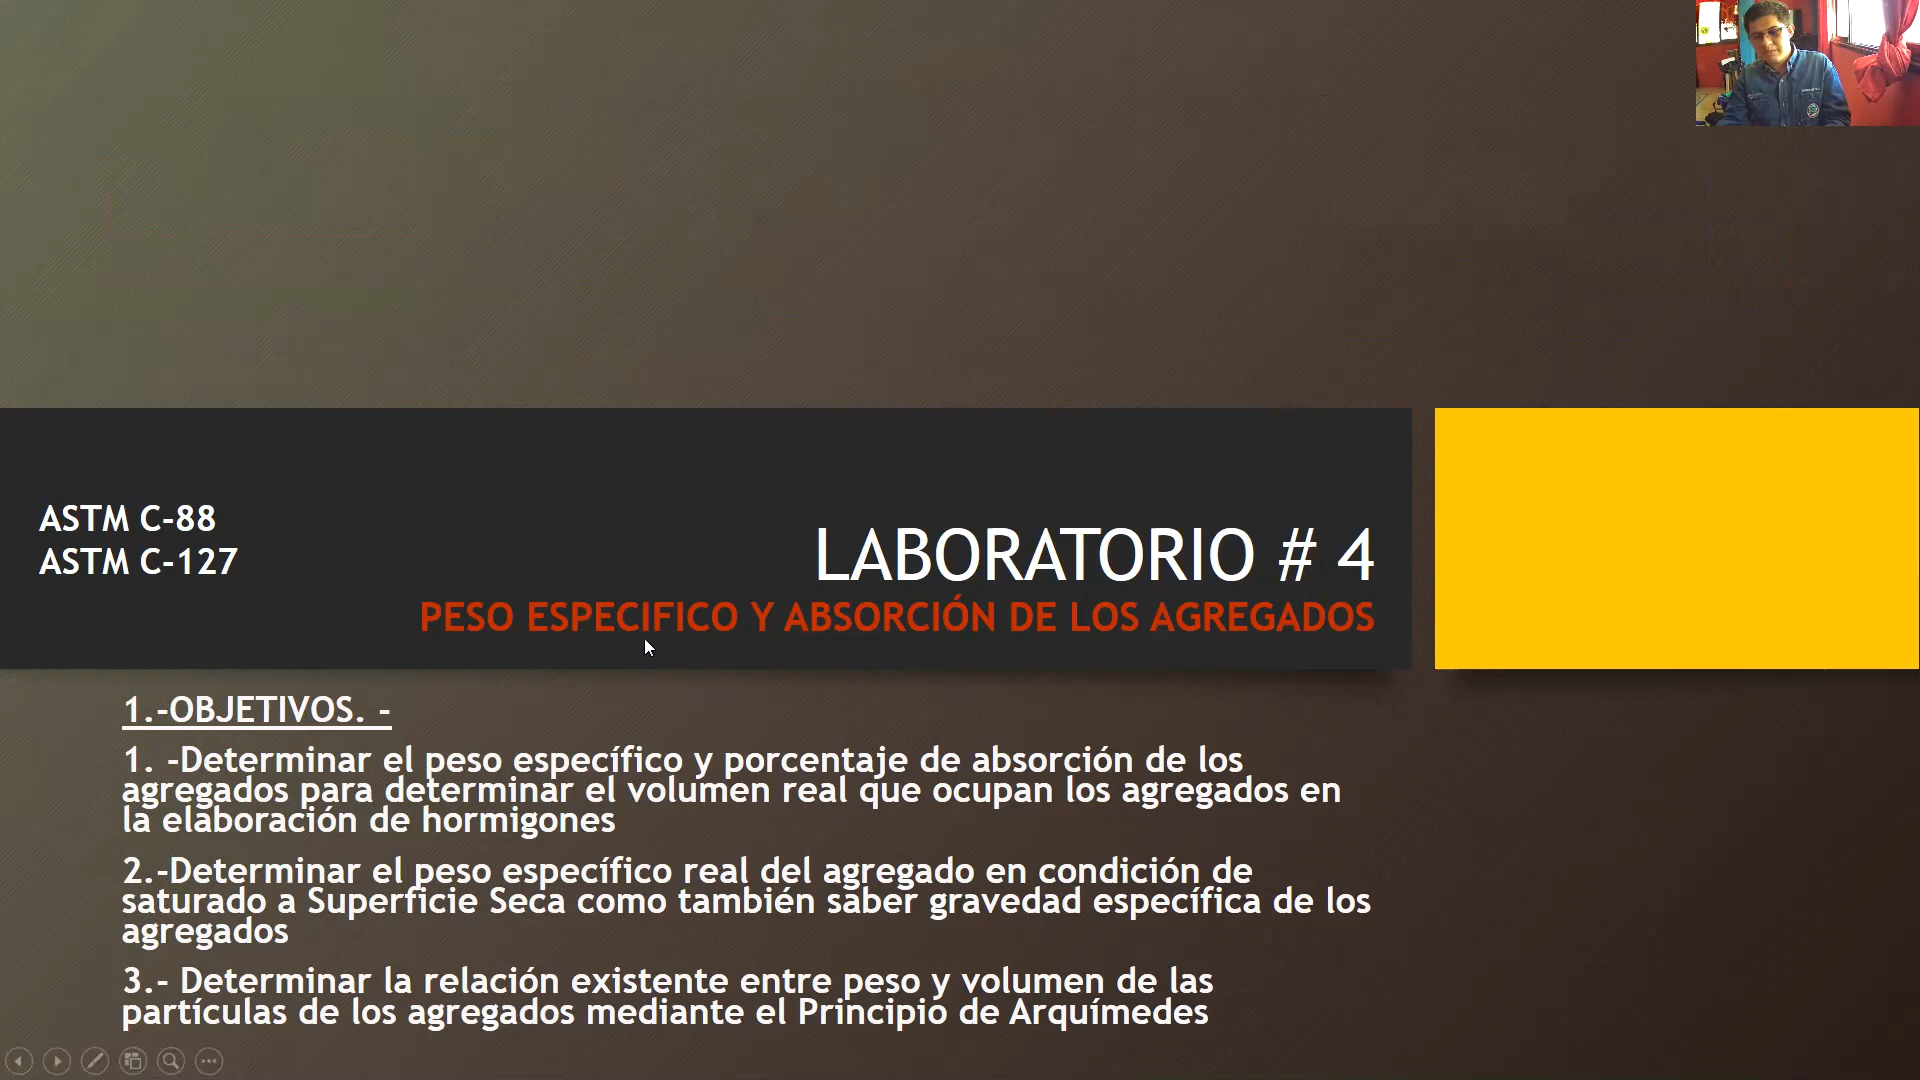 ASTM C-88
ASTM C-127
LABORATORIO # 4
PESO ESPECIFICO Y ABSORCIÓN DE LOS AGREGADOS
1.-OBJETIVOS. -
1. -Determinar el peso específico y porcentaje de absorción de los
agregados para determinar el volumen real que ocupan los agregados en
la elaboración de hormigones
2.-Determinar el peso específico real del agregado en condición de
saturado a Superficie Seca como también saber gravedad específica de los
agregados
3.- Determinar la relación existente entre peso y volumen de las
partículas de los agregados mediante el Principio de Arquímedes